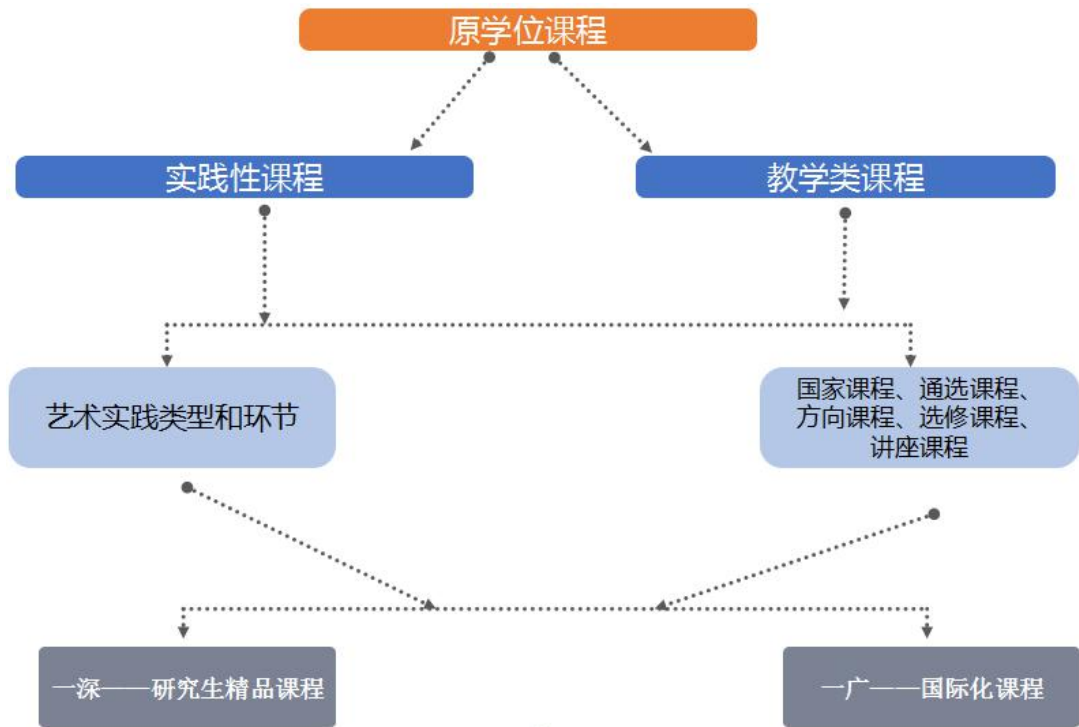 原学位课程
实践性课程
教学类课程
艺术实践类型和环节
国家课程、通选课程、
方向课程、选修课程、
讲座课程
一深——研究生精品课程
一广——国际化课程